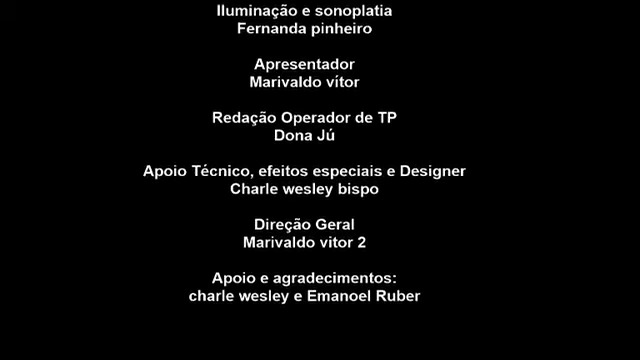 Iluminação e sonoplatia
Fernanda pinheiro
Apresentador
Marivaldo vítor
Redação Operador de TP
Dona Jú
Apoio Técnico, efeitos especiais e Designer
Charle wesley bispo
Direção Geral
Marivaldo vitor 2
Apoio e agradecimentos:
charle wesley e Emanoel Ruber